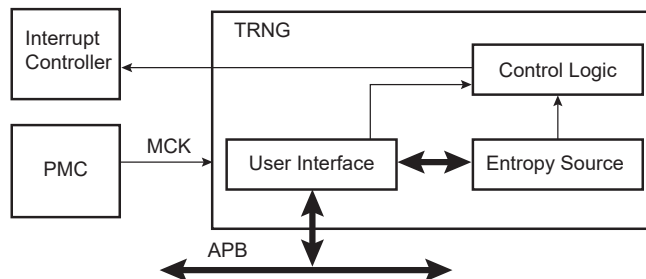 Interrupt
Controller
TRNG
Control Logic
PMC
MCK
User Interface
Entropy Source
APB